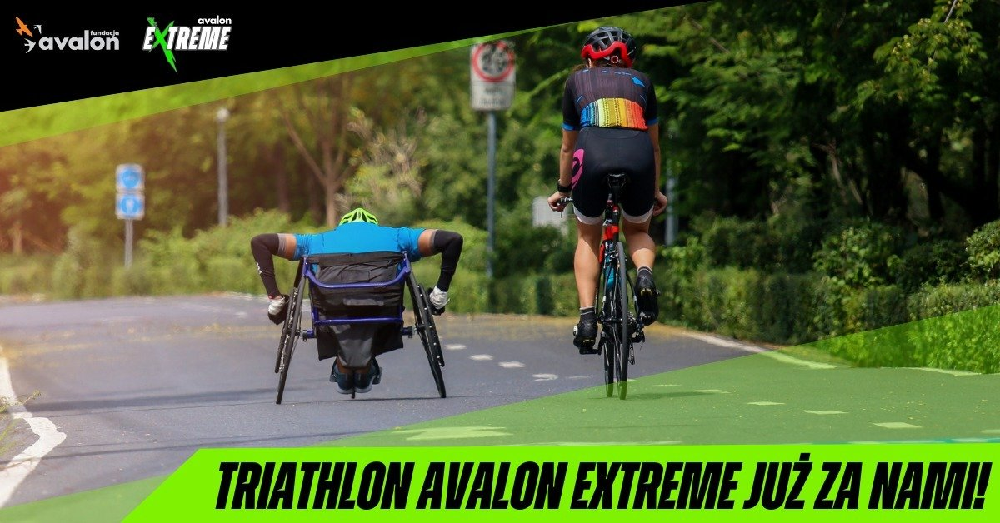 fundacja
avalon
avalon
EXTREME
TRIATHLON AVALON EXTREME JUŻ ZA NAMI!